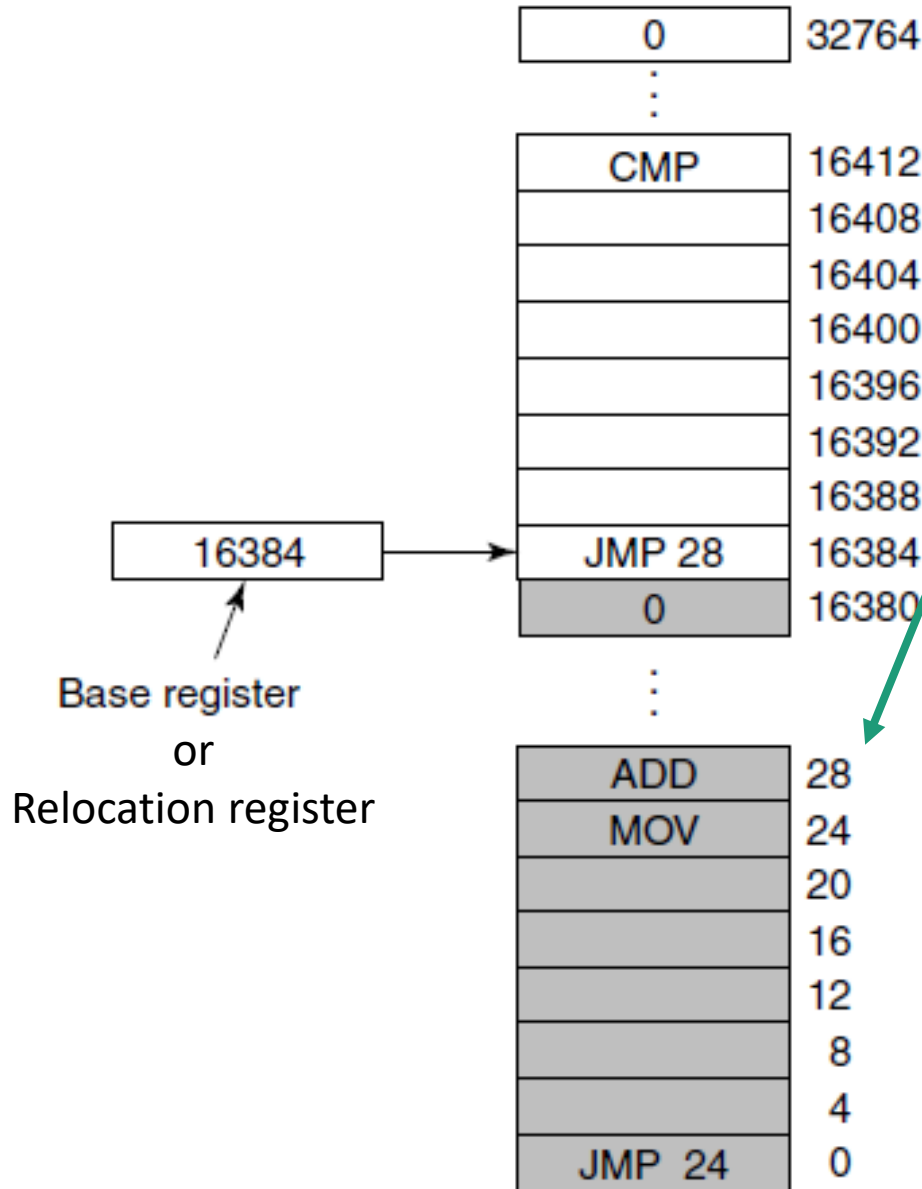 0 32764
⋮
CMP 16412
16408
16404
16400
16396
16392
16388
16384 JMP 28 16384
0 16380
Base register
or
Relocation register
⋮
ADD 28
MOV 24
20
16
12
8
4
JMP 24 0